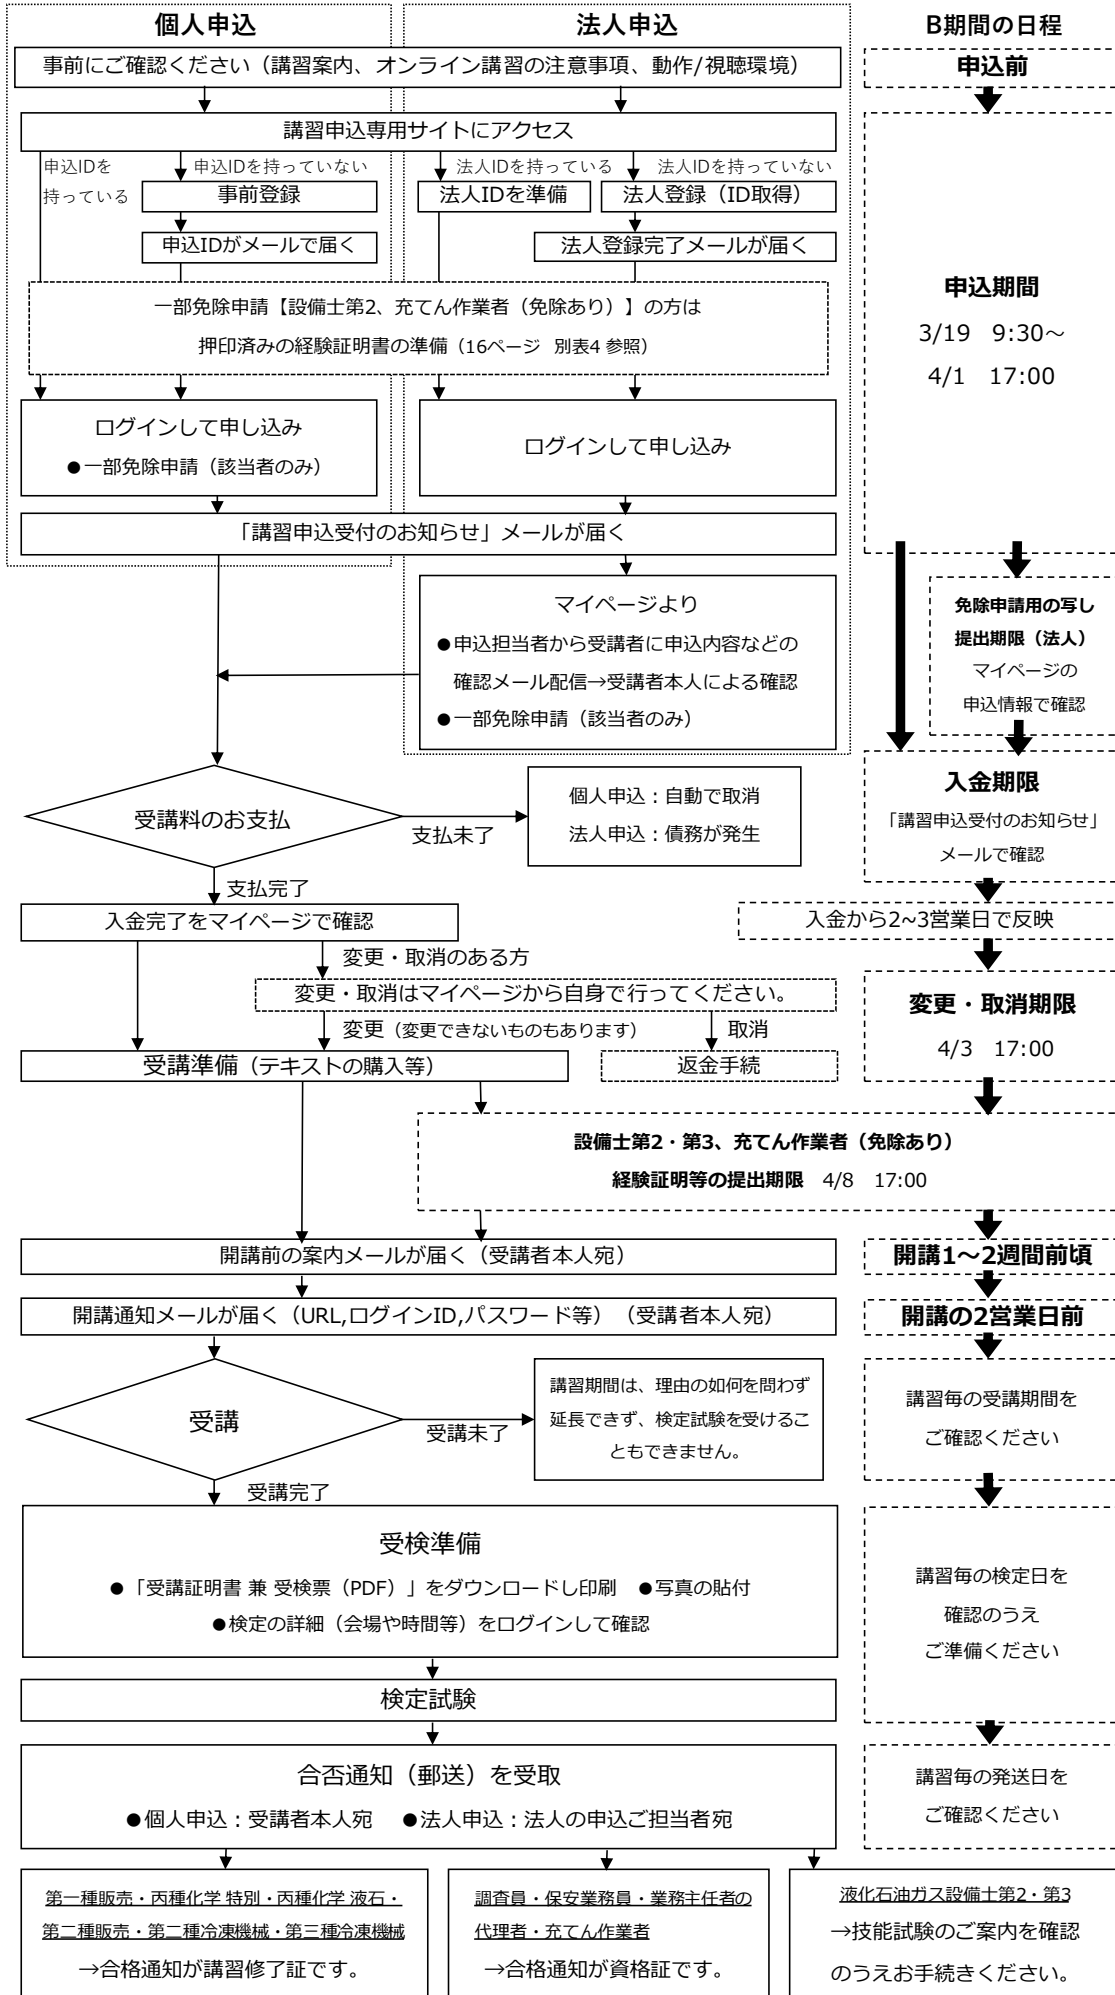 個人申込
法人申込
B期間の日程
事前にご確認ください（講習案内、オンライン講習の注意事項、動作/視聴環境）
申込前
講習申込専用サイトにアクセス
申込IDを
持っている
申込IDを持っていない
法人IDを持っている
法人IDを持っていない
事前登録
法人IDを準備
法人登録（ID取得）
申込IDがメールで届く
法人登録完了メールが届く
申込期間
3/19 9:30～
4/1 17:00
一部免除申請【設備士第2、充てん作業者（免除あり）】の方は
押印済みの経験証明書の準備（16ページ 別表4 参照）
ログインして申し込み
●一部免除申請（該当者のみ）
ログインして申し込み
「講習申込受付のお知らせ」メールが届く
マイページより
●申込担当者から受講者に申込内容などの
確認メール配信→受講者本人による確認
●一部免除申請（該当者のみ）
免除申請用の写し
提出期限（法人）
マイページの
申込情報で確認
受講料のお支払
支払未了
個人申込：自動で取消
法人申込：債務が発生
入金期限
「講習申込受付のお知らせ」
メールで確認
支払完了
入金完了をマイページで確認
入金から2~3営業日で反映
変更・取消のある方
変更・取消はマイページから自身で行ってください。
変更（変更できないものもあります）
取消
変更・取消期限
4/3 17:00
受講準備（テキストの購入等）
返金手続
設備士第2・第3、充てん作業者（免除あり）
経験証明等の提出期限 4/8 17:00
開講前の案内メールが届く（受講者本人宛）
開講1～2週間前頃
開講通知メールが届く（URL,ログインID,パスワード等）（受講者本人宛）
開講の2営業日前
受講
受講未了
講習期間は、理由の如何を問わず
延長できず、検定試験を受けるこ
ともできません。
講習毎の受講期間を
ご確認ください
受講完了
受検準備
●「受講証明書 兼 受検票（PDF）」をダウンロードし印刷 ●写真の貼付
●検定の詳細（会場や時間等）をログインして確認
講習毎の検定日を
確認のうえ
ご準備ください
検定試験
合否通知（郵送）を受取
●個人申込：受講者本人宛 ●法人申込：法人の申込ご担当者宛
講習毎の発送日を
ご確認ください
第一種販売・丙種化学 特別・丙種化学 液石・
第二種販売・第二種冷凍機械・第三種冷凍機械
→合格通知が講習修了証です。
調査員・保安業務員・業務主任者の
代理者・充てん作業者
→合格通知が資格証です。
液化石油ガス設備士第2・第3
→技能試験のご案内を確認
のうえお手続きください。